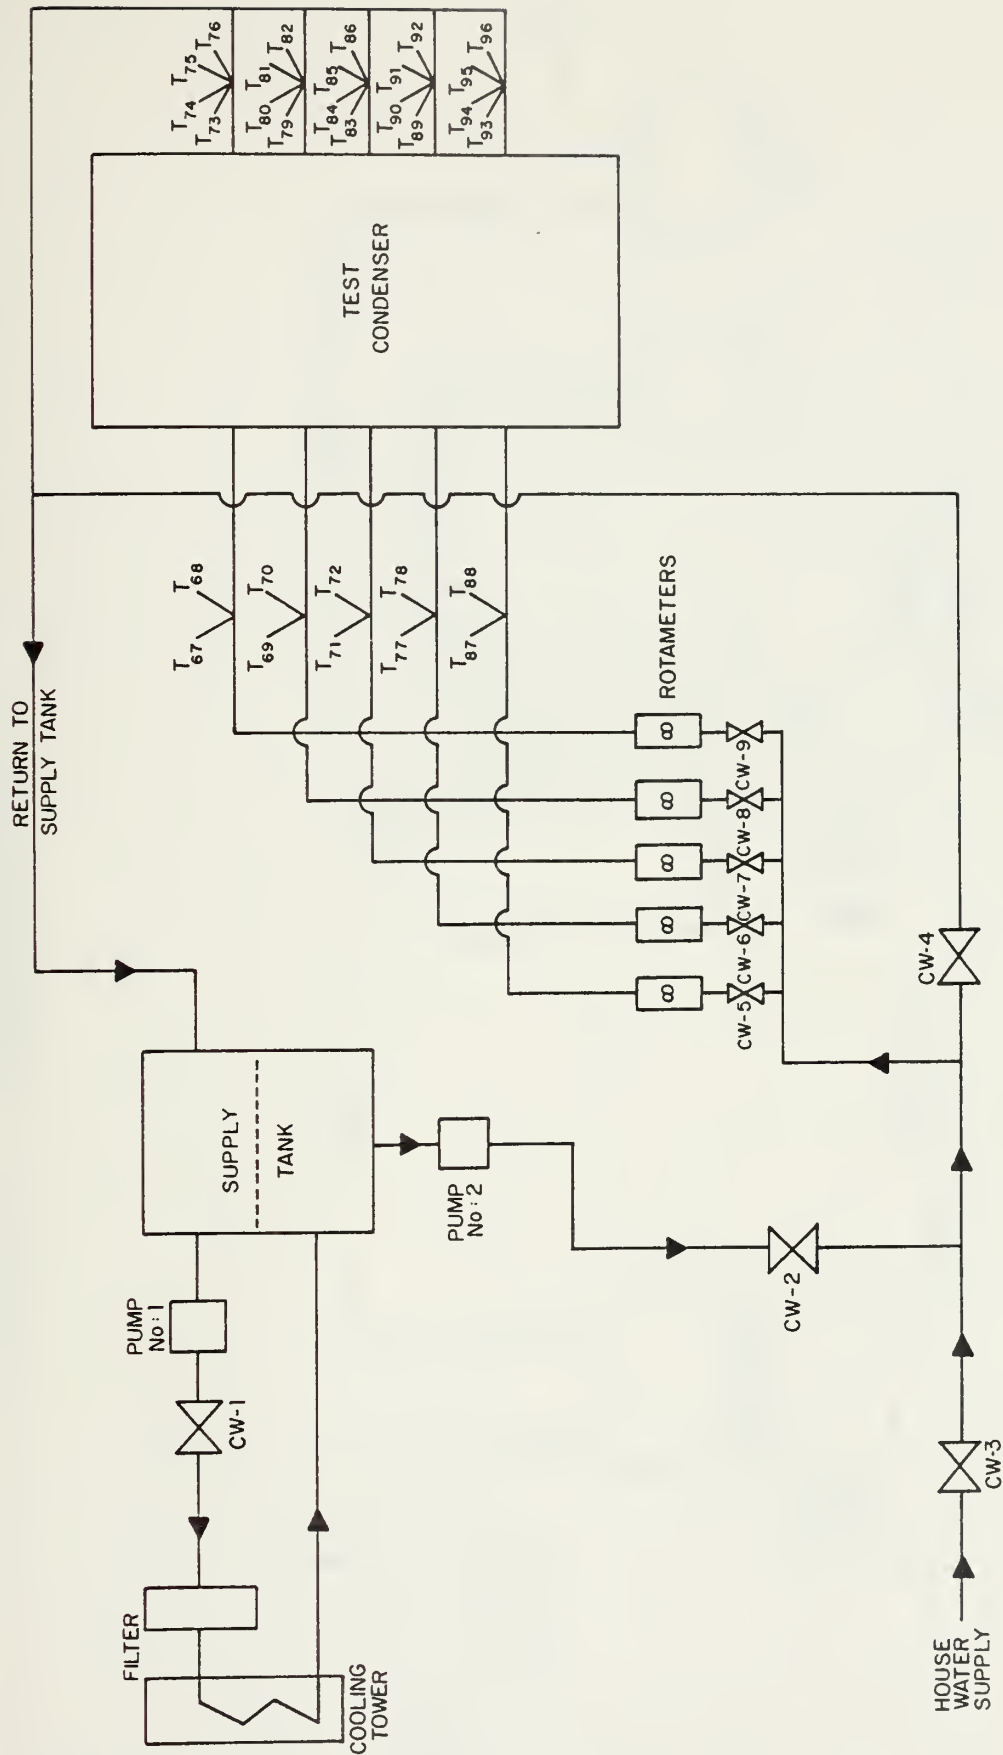 T74 T75 T76
T73
T80 T81 T82
T79
T84 T85 T86
T83
T90 T91 T92
T89
T94 T95 T96
T93
TEST
CONDENSER
RETURN TO
SUPPLY TANK
T67 T68
T69 T70
T71 T72
T77 T78
T87 T88
ROTAMETERS
CW-9
CW-8
CW-7
CW-6
CW-5
CW-4
SUPPLY
TANK
PUMP
No:2
PUMP
No:1
CW-2
CW-1
CW-3
FILTER
COOLING
TOWER
HOUSE
WATER
SUPPLY